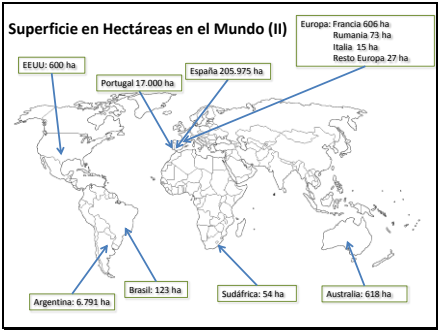 Superficie en Hectáreas en el Mundo (II)
Europa: Francia 606 ha
Rumania 73 ha
Italia 15 ha
Resto Europa 27 ha
EEUU: 600 ha
Portugal 17.000 ha
España 205.975 ha
Argentina: 6.791 ha
Brasil: 123 ha
Sudáfrica: 54 ha
Australia: 618 ha